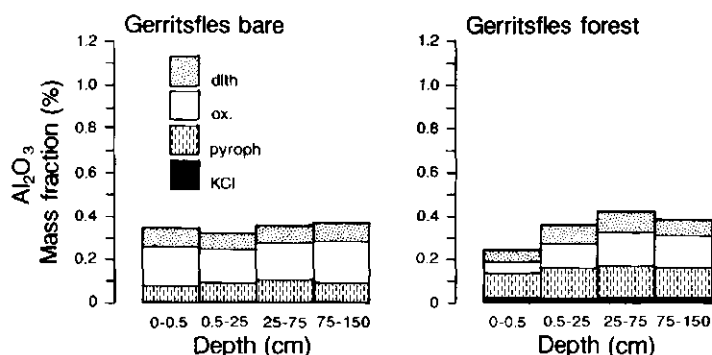 Gerritsfles bare
Al2O3
Mass fraction (%)
1.2
1.0
0.8
0.6
0.4
0.2
0
dith
ox.
pyroph
KCl
0-0.5 0.5-25 25-75 75-150
Depth (cm)
Gerritsfles forest
1.2
1.0
0.8
0.6
0.4
0.2
0
0-0.5 0.5-25 25-75 75-150
Depth (cm)